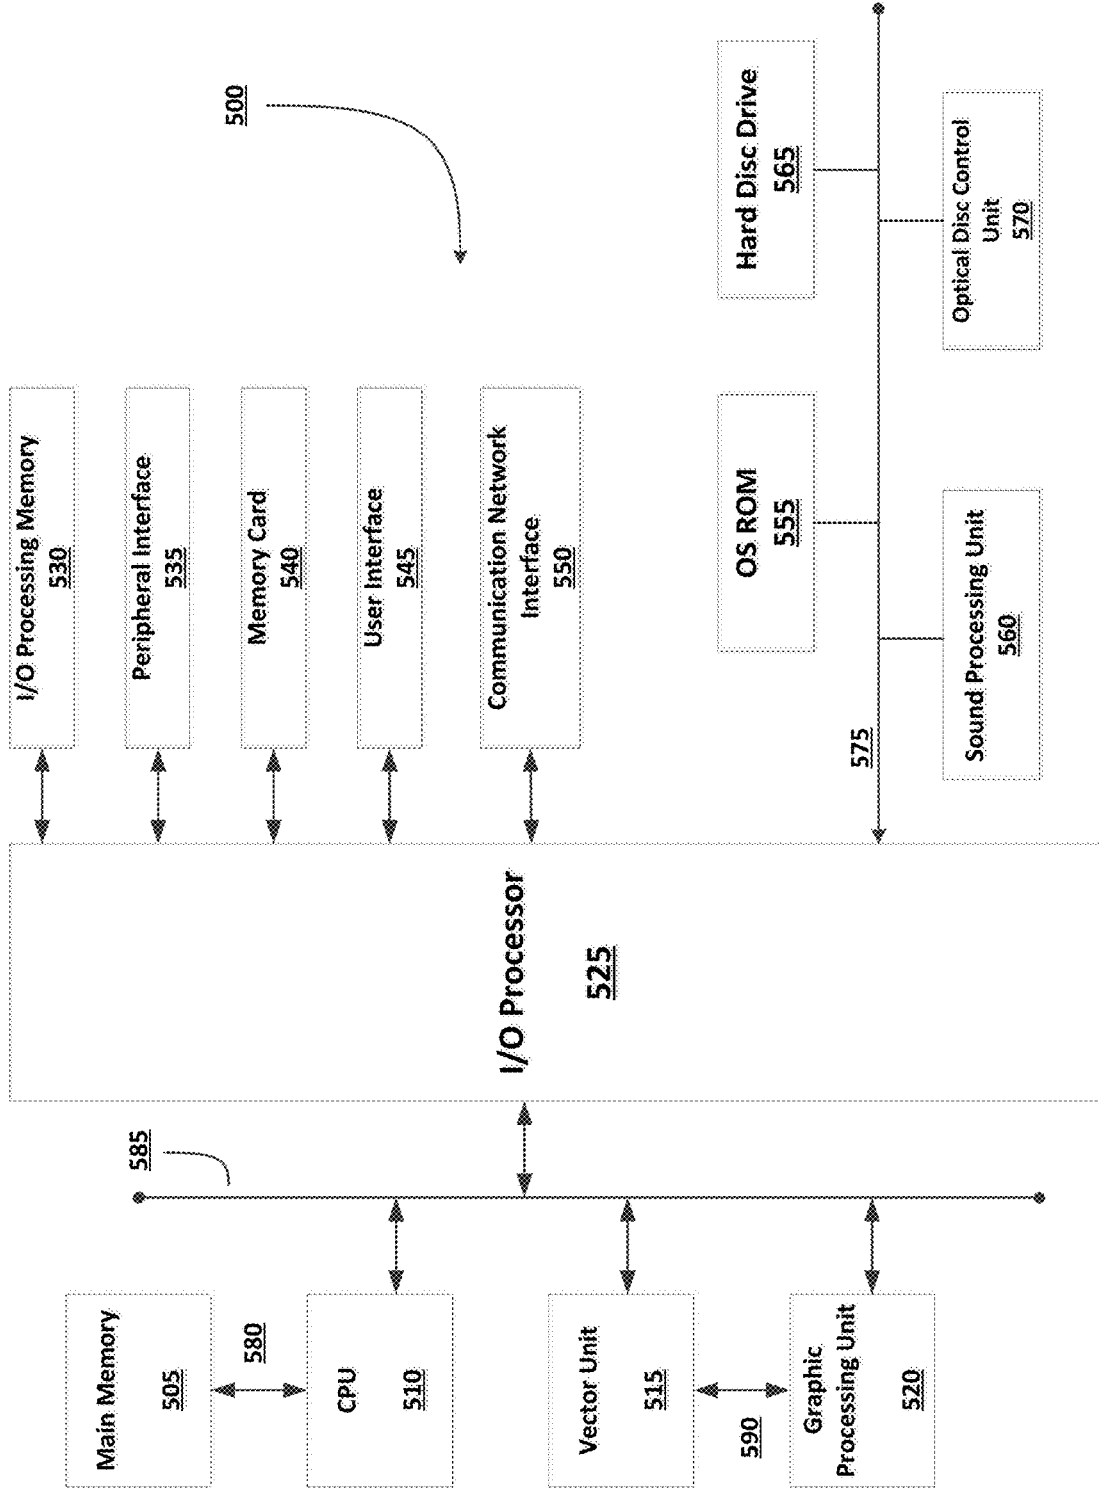 500
Main Memory
505
580
CPU
510
Vector Unit
515
590
Graphic
Processing Unit
520
585
I/O Processor
525
I/O Processing Memory
530
Peripheral Interface
535
Memory Card
540
User Interface
545
Communication Network
Interface
550
575
OS ROM
555
Hard Disc Drive
565
Sound Processing Unit
560
Optical Disc Control
Unit
570